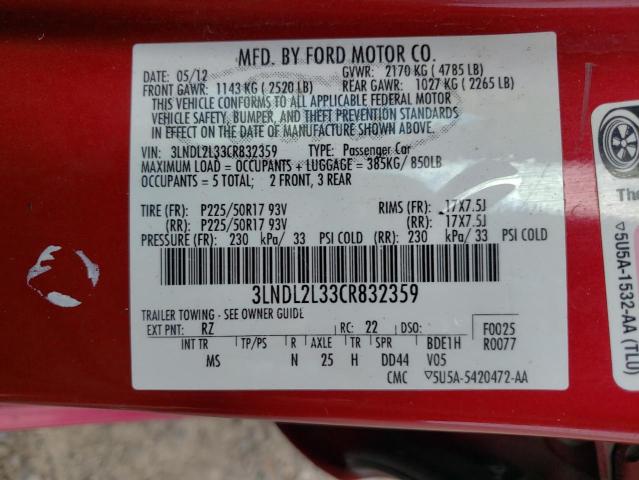 MFD. BY FORD MOTOR CO.
DATE: 05/12 GVWR: 2170 KG ( 4785 LB)
FRONT GAWR: 1143 KG ( 2520 LB) REAR GAWR: 1027 KG ( 2265 LB)
THIS VEHICLE CONFORMS TO ALL APPLICABLE FEDERAL MOTOR
VEHICLE SAFETY, BUMPER, AND THEFT PREVENTION STANDARDS
IN EFFECT ON THE DATE OF MANUFACTURE SHOWN ABOVE.
VIN: 3LNDL2L33CR832359 TYPE: Passenger Car
MAXIMUM LOAD = OCCUPANTS + LUGGAGE = 385KG/ 850LB
OCCUPANTS = 5 TOTAL; 2 FRONT, 3 REAR
TIRE (FR): P225/50R17 93V RIMS (FR): 17X7.5J
(RR): P225/50R17 93V (RR): 17X7.5J
PRESSURE (FR): 230 kPa/ 33 PSI COLD (RR): 230 kPa/ 33 PSI COLD
3LNDL2L33CR832359
TRAILER TOWING - SEE OWNER GUIDE
EXT PNT: RZ RC: 22 DSO: F0025
INT TR TP/PS R AXLE TR SPR BDE1H R0077
MS N 25 H DD44 V05
CMC ▽5U5A-5420472-AA
The
▽5U5A-1532-AA (TLU)